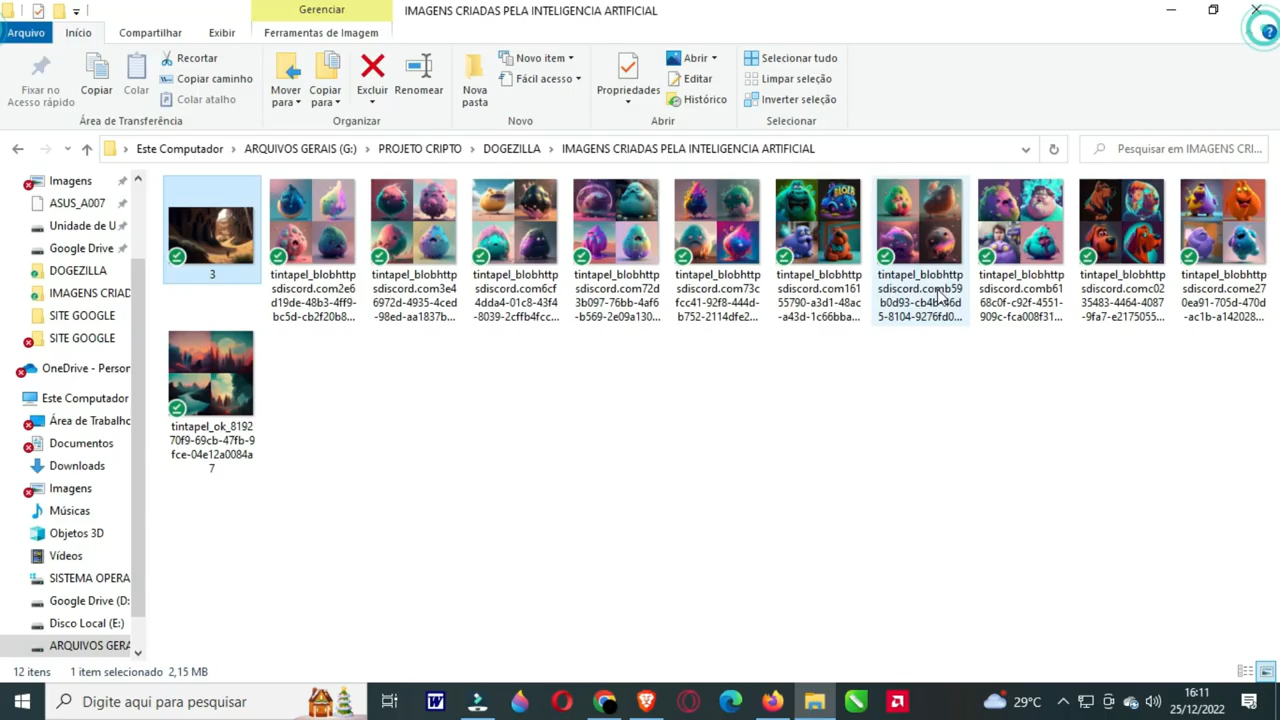 Gerenciar
IMAGENS CRIADAS PELA INTELIGENCIA ARTIFICIAL
Arquivo
Início
Compartilhar
Exibir
Ferramentas de Imagem
Fixar no
Acesso rápido
Copiar
Colar
Recortar
Copiar caminho
Colar atalho
Área de Transferência
Mover
para
Copiar
para
Excluir
Renomear
Organizar
Nova
pasta
Novo item
Fácil acesso
Novo
Propriedades
Abrir
Editar
Histórico
Abrir
Selecionar tudo
Limpar seleção
Inverter seleção
Selecionar
Este Computador
ARQUIVOS GERAIS (G:)
PROJETO CRIPTO
DOGEZILLA
IMAGENS CRIADAS PELA INTELIGENCIA ARTIFICIAL
Pesquisar em IMAGENS CRI...
Imagens
ASUS_A007
Unidade de U
Google Drive
DOGEZILLA
IMAGENS CRIAD
SITE GOOGLE
SITE GOOGLE
OneDrive - Person
Este Computador
Área de Trabalho
Documentos
Downloads
Imagens
Músicas
Objetos 3D
Vídeos
SISTEMA OPERA
Google Drive (D:
Disco Local (E:)
ARQUIVOS GERA
3
tintapel_blobhttp
sdiscord.com2e6
d19de-48b3-4ff9-
bc5d-cb2f20b8...
tintapel_blobhttp
sdiscord.com3e4
6972d-4935-4ced
-98ed-aa1837b...
tintapel_blobhttp
sdiscord.com6cf
4dda4-01c8-43f4
-8039-2cffb4fcc...
tintapel_blobhttp
sdiscord.com72d
3b097-76bb-4af6
-b569-2e09a130...
tintapel_blobhttp
sdiscord.com73c
fcc41-92f8-444d-
b752-2114dfe2...
tintapel_blobhttp
sdiscord.com161
55790-a3d1-48ac
-a43d-1c66bba...
tintapel_blobhttp
5-8104-9276fd0...
tintapel_blobhttp
sdiscord.comb61
68c0f-c92f-4551-
909c-fca008f31...
tintapel_blobhttp
sdiscord.comc02
35483-4464-4087
-9fa7-e2175055...
tintapel_blobhttp
sdiscord.come27
0ea91-705d-470d
-ac1b-a142028...
tintapel_ok_8192
70f9-69cb-47fb-9
fce-04e12a0084a
7
12 itens
1 item selecionado 2,15 MB
Digite aqui para pesquisar
29°C
16:11
25/12/2022